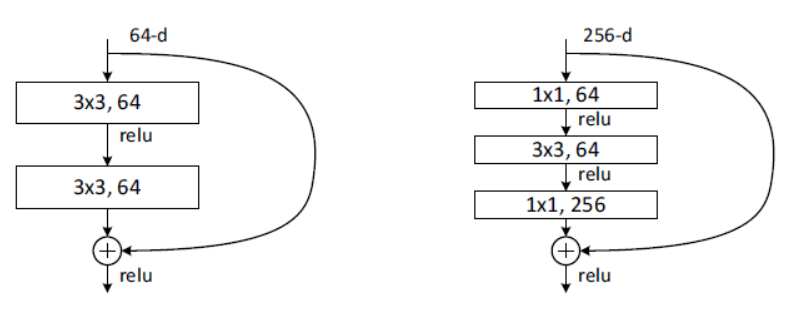 64-d
3x3, 64
relu
3x3, 64
relu
256-d
1x1, 64
relu
3x3, 64
relu
1x1, 256
relu